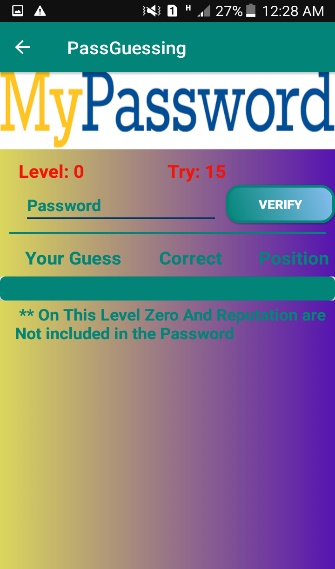 27% 12:28 AM
PassGuessing
MyPassword
Level: 0 Try: 15
Password VERIFY
Your Guess Correct Position
** On This Level Zero And Reputation are
Not included in the Password